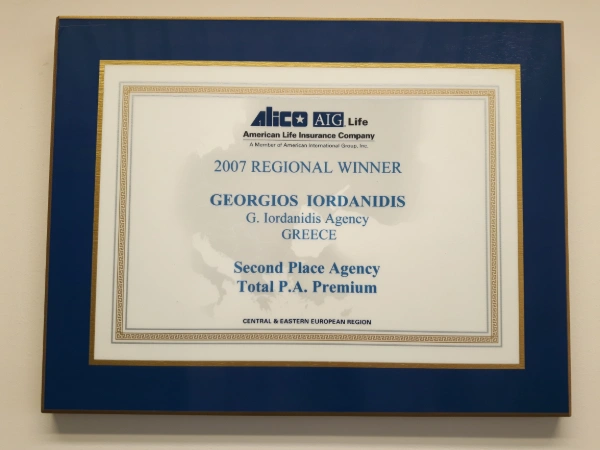 ALICO AIG Life
American Life Insurance Company
A Member of American International Group, Inc.
2007 REGIONAL WINNER
GEORGIOS IORDANIDIS
G. Iordanidis Agency
GREECE
Second Place Agency
Total P.A. Premium
CENTRAL & EASTERN EUROPEAN REGION